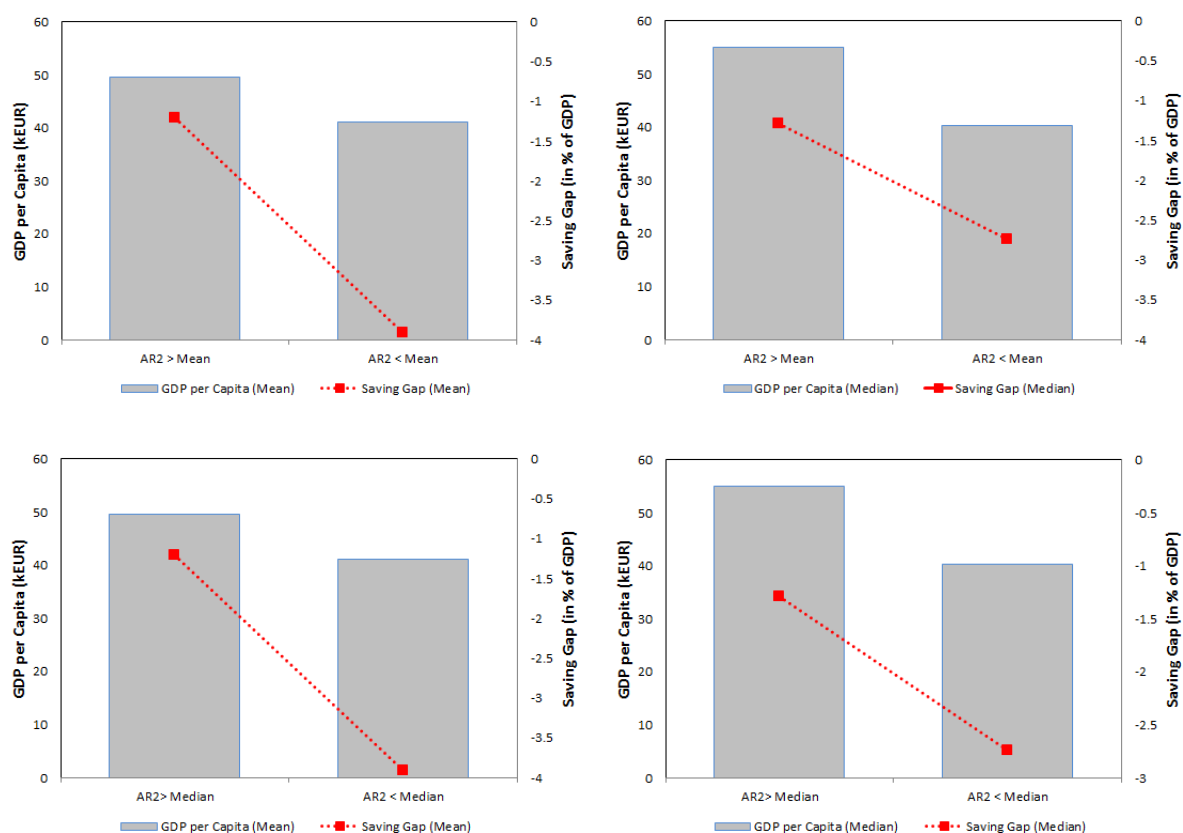 60
50
40
30
20
10
0
GDP per Capita (kEUR)
0
-0.5
-1
-1.5
-2
-2.5
-3
-3.5
-4
Saving Gap (in % of GDP)
AR2 > Mean
AR2 < Mean
GDP per Capita (Mean)
Saving Gap (Mean)
60
50
40
30
20
10
0
GDP per Capita (kEUR)
0
-0.5
-1
-1.5
-2
-2.5
-3
-3.5
-4
Saving Gap (in % of GDP)
AR2 > Mean
AR2 < Mean
GDP per Capita (Median)
Saving Gap (Median)
60
50
40
30
20
10
0
GDP per Capita (kEUR)
0
-0.5
-1
-1.5
-2
-2.5
-3
-3.5
-4
Saving Gap (in % of GDP)
AR2> Median
AR2 < Median
GDP per Capita (Mean)
Saving Gap (Mean)
60
50
40
30
20
10
0
GDP per Capita (kEUR)
0
-0.5
-1
-1.5
-2
-2.5
-3
Saving Gap (in % of GDP)
AR2> Median
AR2 < Median
GDP per Capita (Median)
Saving Gap (Median)